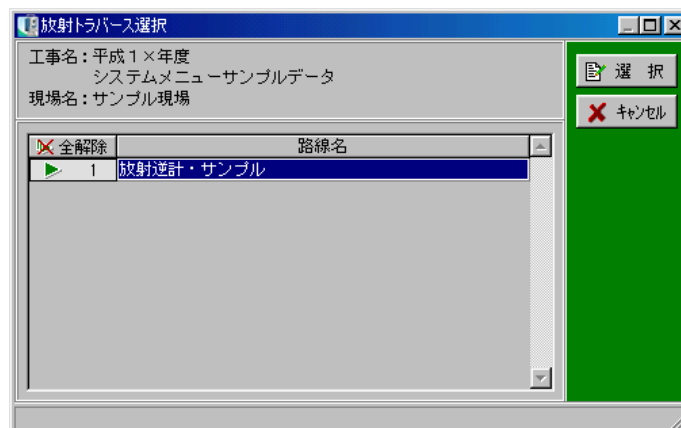 放射トラバース選択
工事名：平成１×年度
システムメニューサンプルデータ
現場名：サンプル現場
選 択
キャンセル
全解除 路線名
1 放射逆計・サンプル